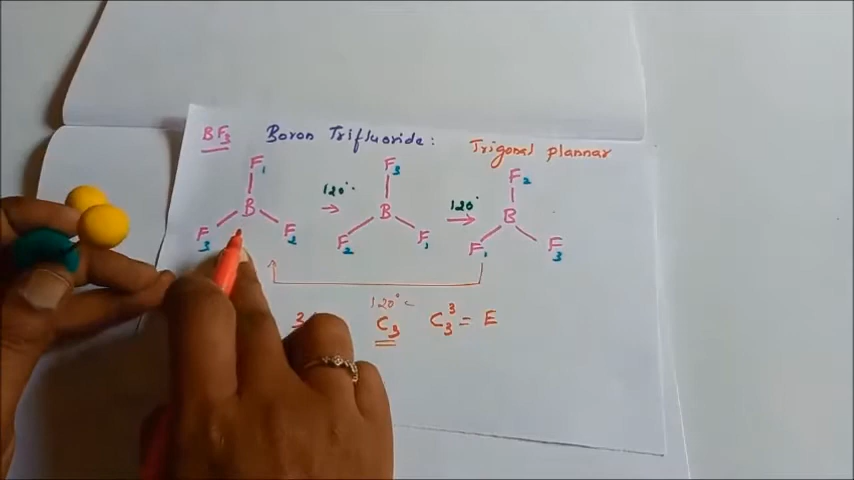 BF3 Boron Trifluoride: Trigonal plannar
F1 F3 F2
120° 120°
B B B
F3 F2 F2 F1 F1 F3
120°
C3 C3^3 = E